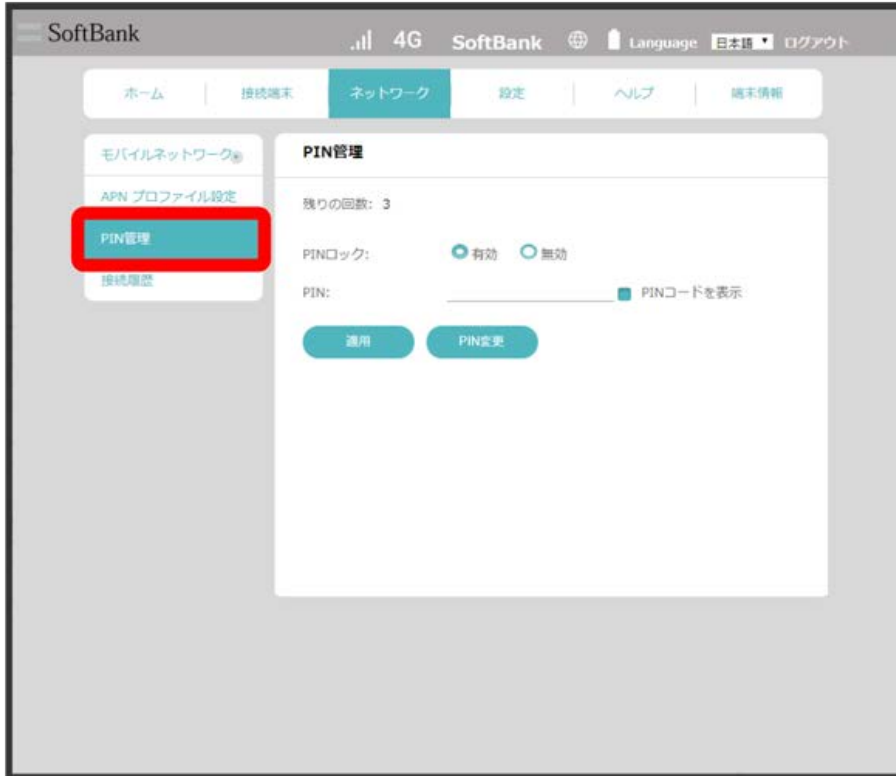 SoftBank
4G SoftBank Language 日本語 ログアウト
ホーム 接続端末 ネットワーク 設定 ヘルプ 端末情報
モバイルネットワーク
APN プロファイル設定
PIN管理
接続履歴
PIN管理
残りの回数: 3
PINロック: 有効 無効
PIN: PINコードを表示
適用 PIN変更